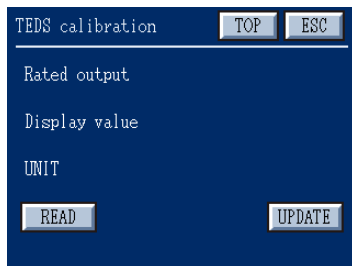 TEDS calibration TOP ESC
Rated output
Display value
UNIT
READ UPDATE